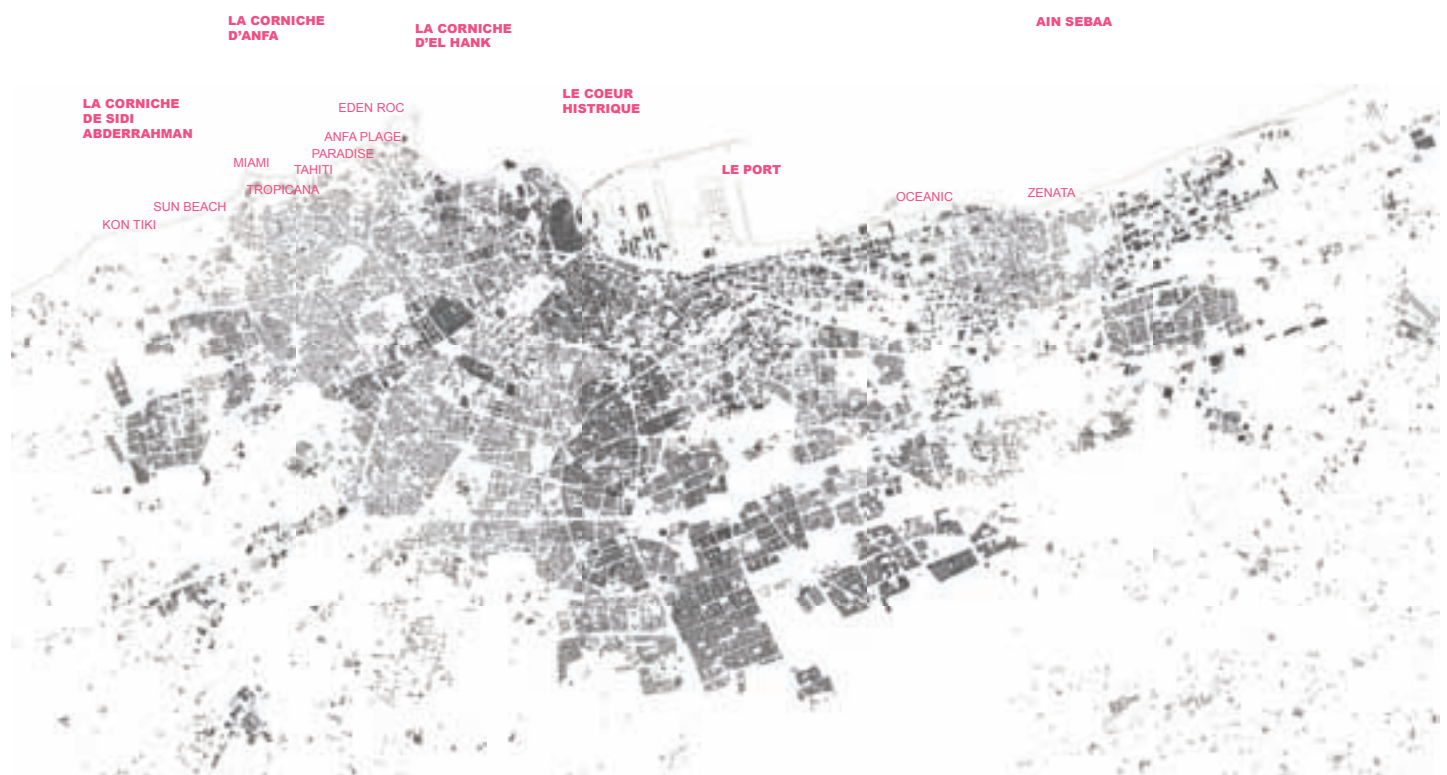 LA CORNICHE
D’ANFA
LA CORNICHE
D’EL HANK
AIN SEBAA
LA CORNICHE
DE SIDI
ABDERRAHMAN
EDEN ROC
LE COEUR
HISTRIQUE
ANFA PLAGE
PARADISE
MIAMI
TAHITI
LE PORT
TROPICANA
SUN BEACH
OCEANIC
ZENATA
KON TIKI